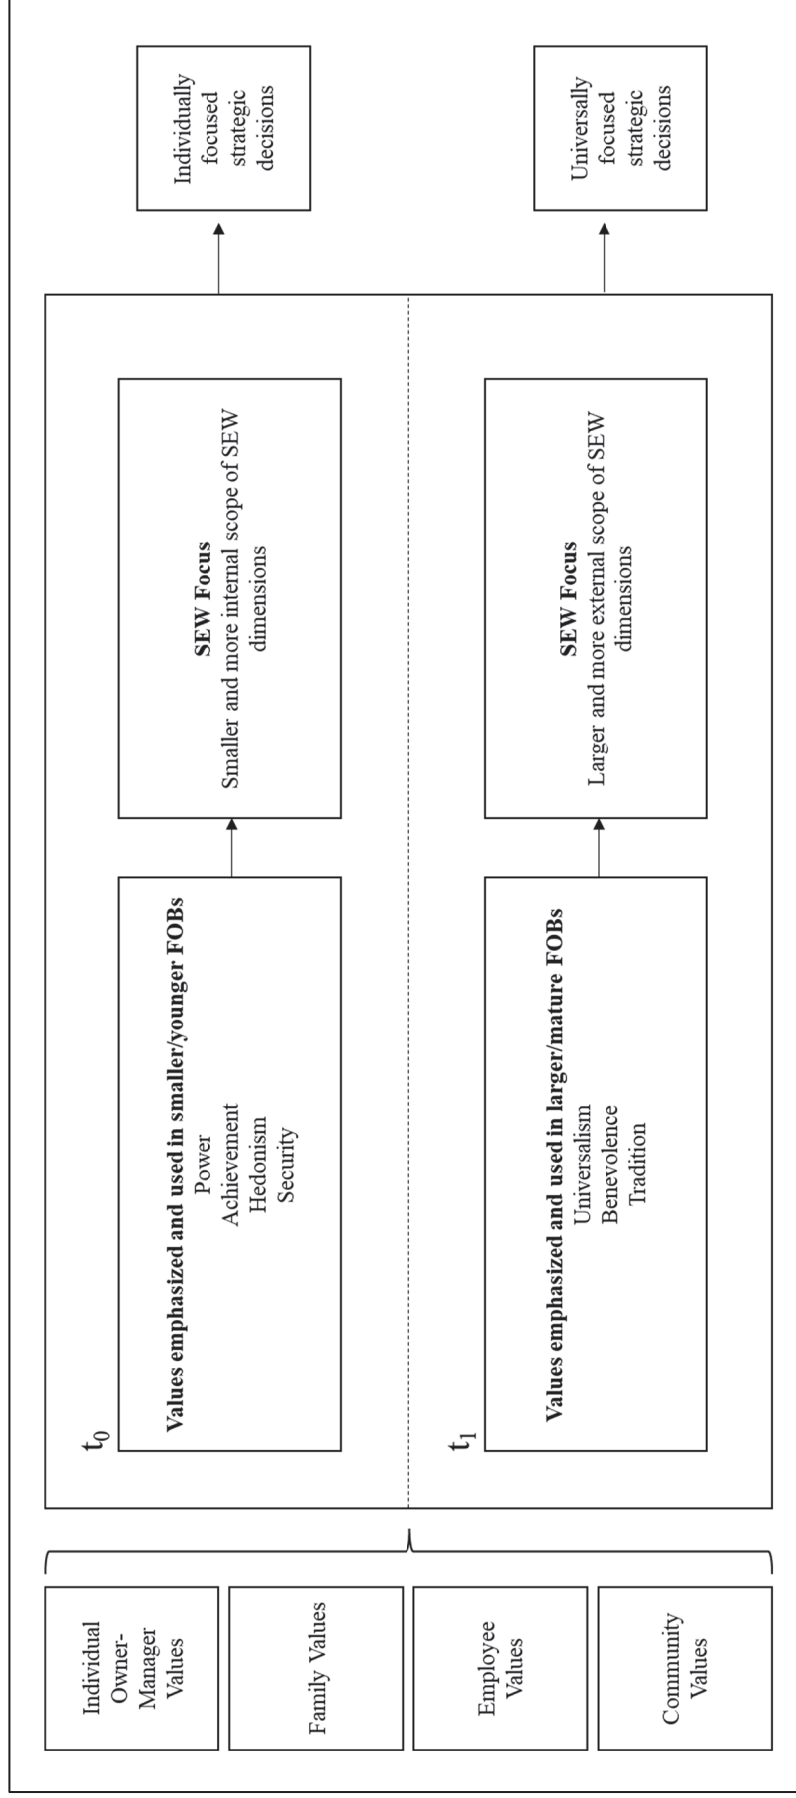 Individual
Owner-
Manager
Values
Family Values
Employee
Values
Community
Values
t₀
Values emphasized and used in smaller/younger FOBs
Power
Achievement
Hedonism
Security
SEW Focus
Smaller and more internal scope of SEW
dimensions
Individually
focused
strategic
decisions
t₁
Values emphasized and used in larger/mature FOBs
Universalism
Benevolence
Tradition
SEW Focus
Larger and more external scope of SEW
dimensions
Universally
focused
strategic
decisions